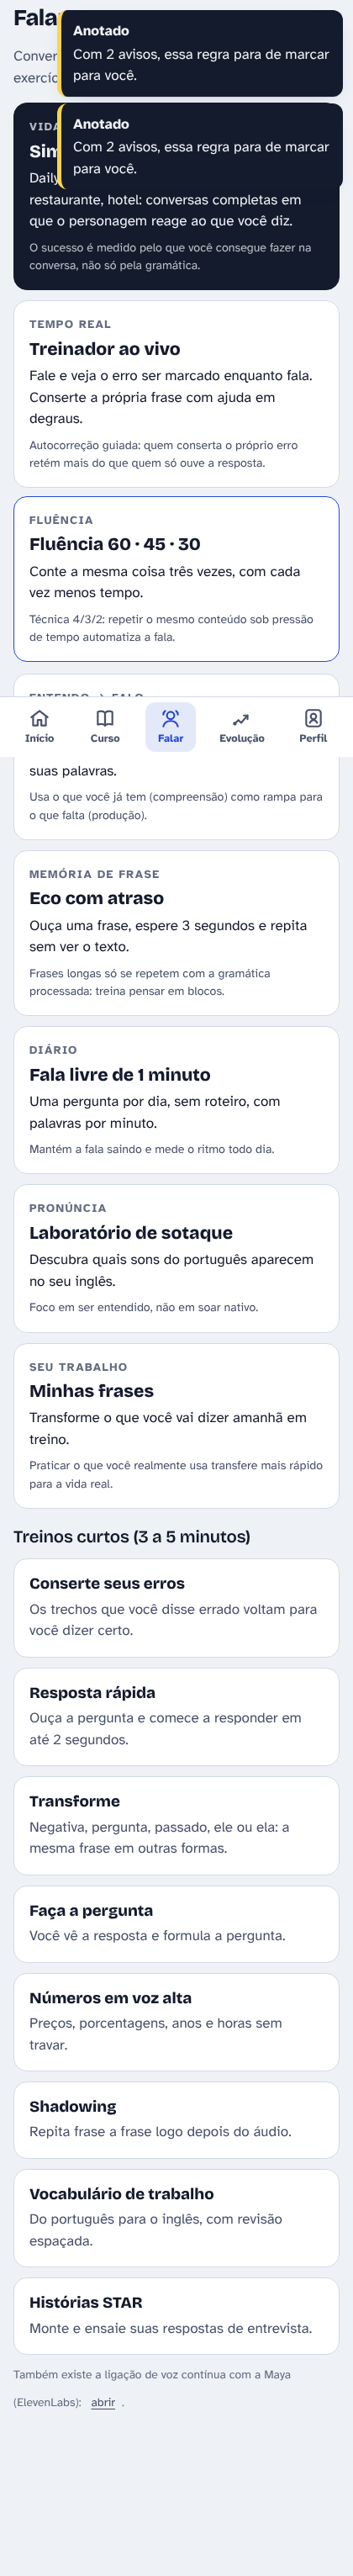 Fala
Anotado
Com 2 avisos, essa regra para de marcar
para você.
Conver
exercíc
Anotado
Com 2 avisos, essa regra para de marcar
para você.
VIDA
Sim
Daily
restaurante, hotel: conversas completas em
que o personagem reage ao que você diz.
O sucesso é medido pelo que você consegue fazer na
conversa, não só pela gramática.
TEMPO REAL
Treinador ao vivo
Fale e veja o erro ser marcado enquanto fala.
Conserte a própria frase com ajuda em
degraus.
Autocorreção guiada: quem conserta o próprio erro
retém mais do que quem só ouve a resposta.
FLUÊNCIA
Fluência 60 · 45 · 30
Conte a mesma coisa três vezes, com cada
vez menos tempo.
Técnica 4/3/2: repetir o mesmo conteúdo sob pressão
de tempo automatiza a fala.
ENTENDO → FALO
Início
Curso
Falar
Evolução
Perfil
suas palavras.
Usa o que você já tem (compreensão) como rampa para
o que falta (produção).
MEMÓRIA DE FRASE
Eco com atraso
Ouça uma frase, espere 3 segundos e repita
sem ver o texto.
Frases longas só se repetem com a gramática
processada: treina pensar em blocos.
DIÁRIO
Fala livre de 1 minuto
Uma pergunta por dia, sem roteiro, com
palavras por minuto.
Mantém a fala saindo e mede o ritmo todo dia.
PRONÚNCIA
Laboratório de sotaque
Descubra quais sons do português aparecem
no seu inglês.
Foco em ser entendido, não em soar nativo.
SEU TRABALHO
Minhas frases
Transforme o que você vai dizer amanhã em
treino.
Praticar o que você realmente usa transfere mais rápido
para a vida real.
Treinos curtos (3 a 5 minutos)
Conserte seus erros
Os trechos que você disse errado voltam para
você dizer certo.
Resposta rápida
Ouça a pergunta e comece a responder em
até 2 segundos.
Transforme
Negativa, pergunta, passado, ele ou ela: a
mesma frase em outras formas.
Faça a pergunta
Você vê a resposta e formula a pergunta.
Números em voz alta
Preços, porcentagens, anos e horas sem
travar.
Shadowing
Repita frase a frase logo depois do áudio.
Vocabulário de trabalho
Do português para o inglês, com revisão
espaçada.
Histórias STAR
Monte e ensaie suas respostas de entrevista.
Também existe a ligação de voz contínua com a Maya
(ElevenLabs): abrir .